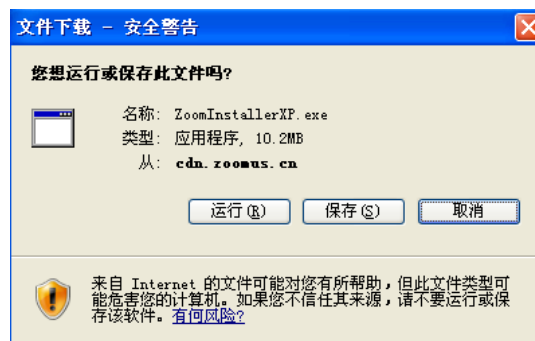 文件下载 - 安全警告
您想运行或保存此文件吗?
名称: ZoomInstallerXP.exe
类型: 应用程序, 10.2MB
从: cdn.zoomus.cn
运行(R) 保存(S) 取消
来自 Internet 的文件可能对您有所帮助,但此文件类型可
能危害您的计算机。如果您不信任其来源,请不要运行或保
存该软件。有何风险?